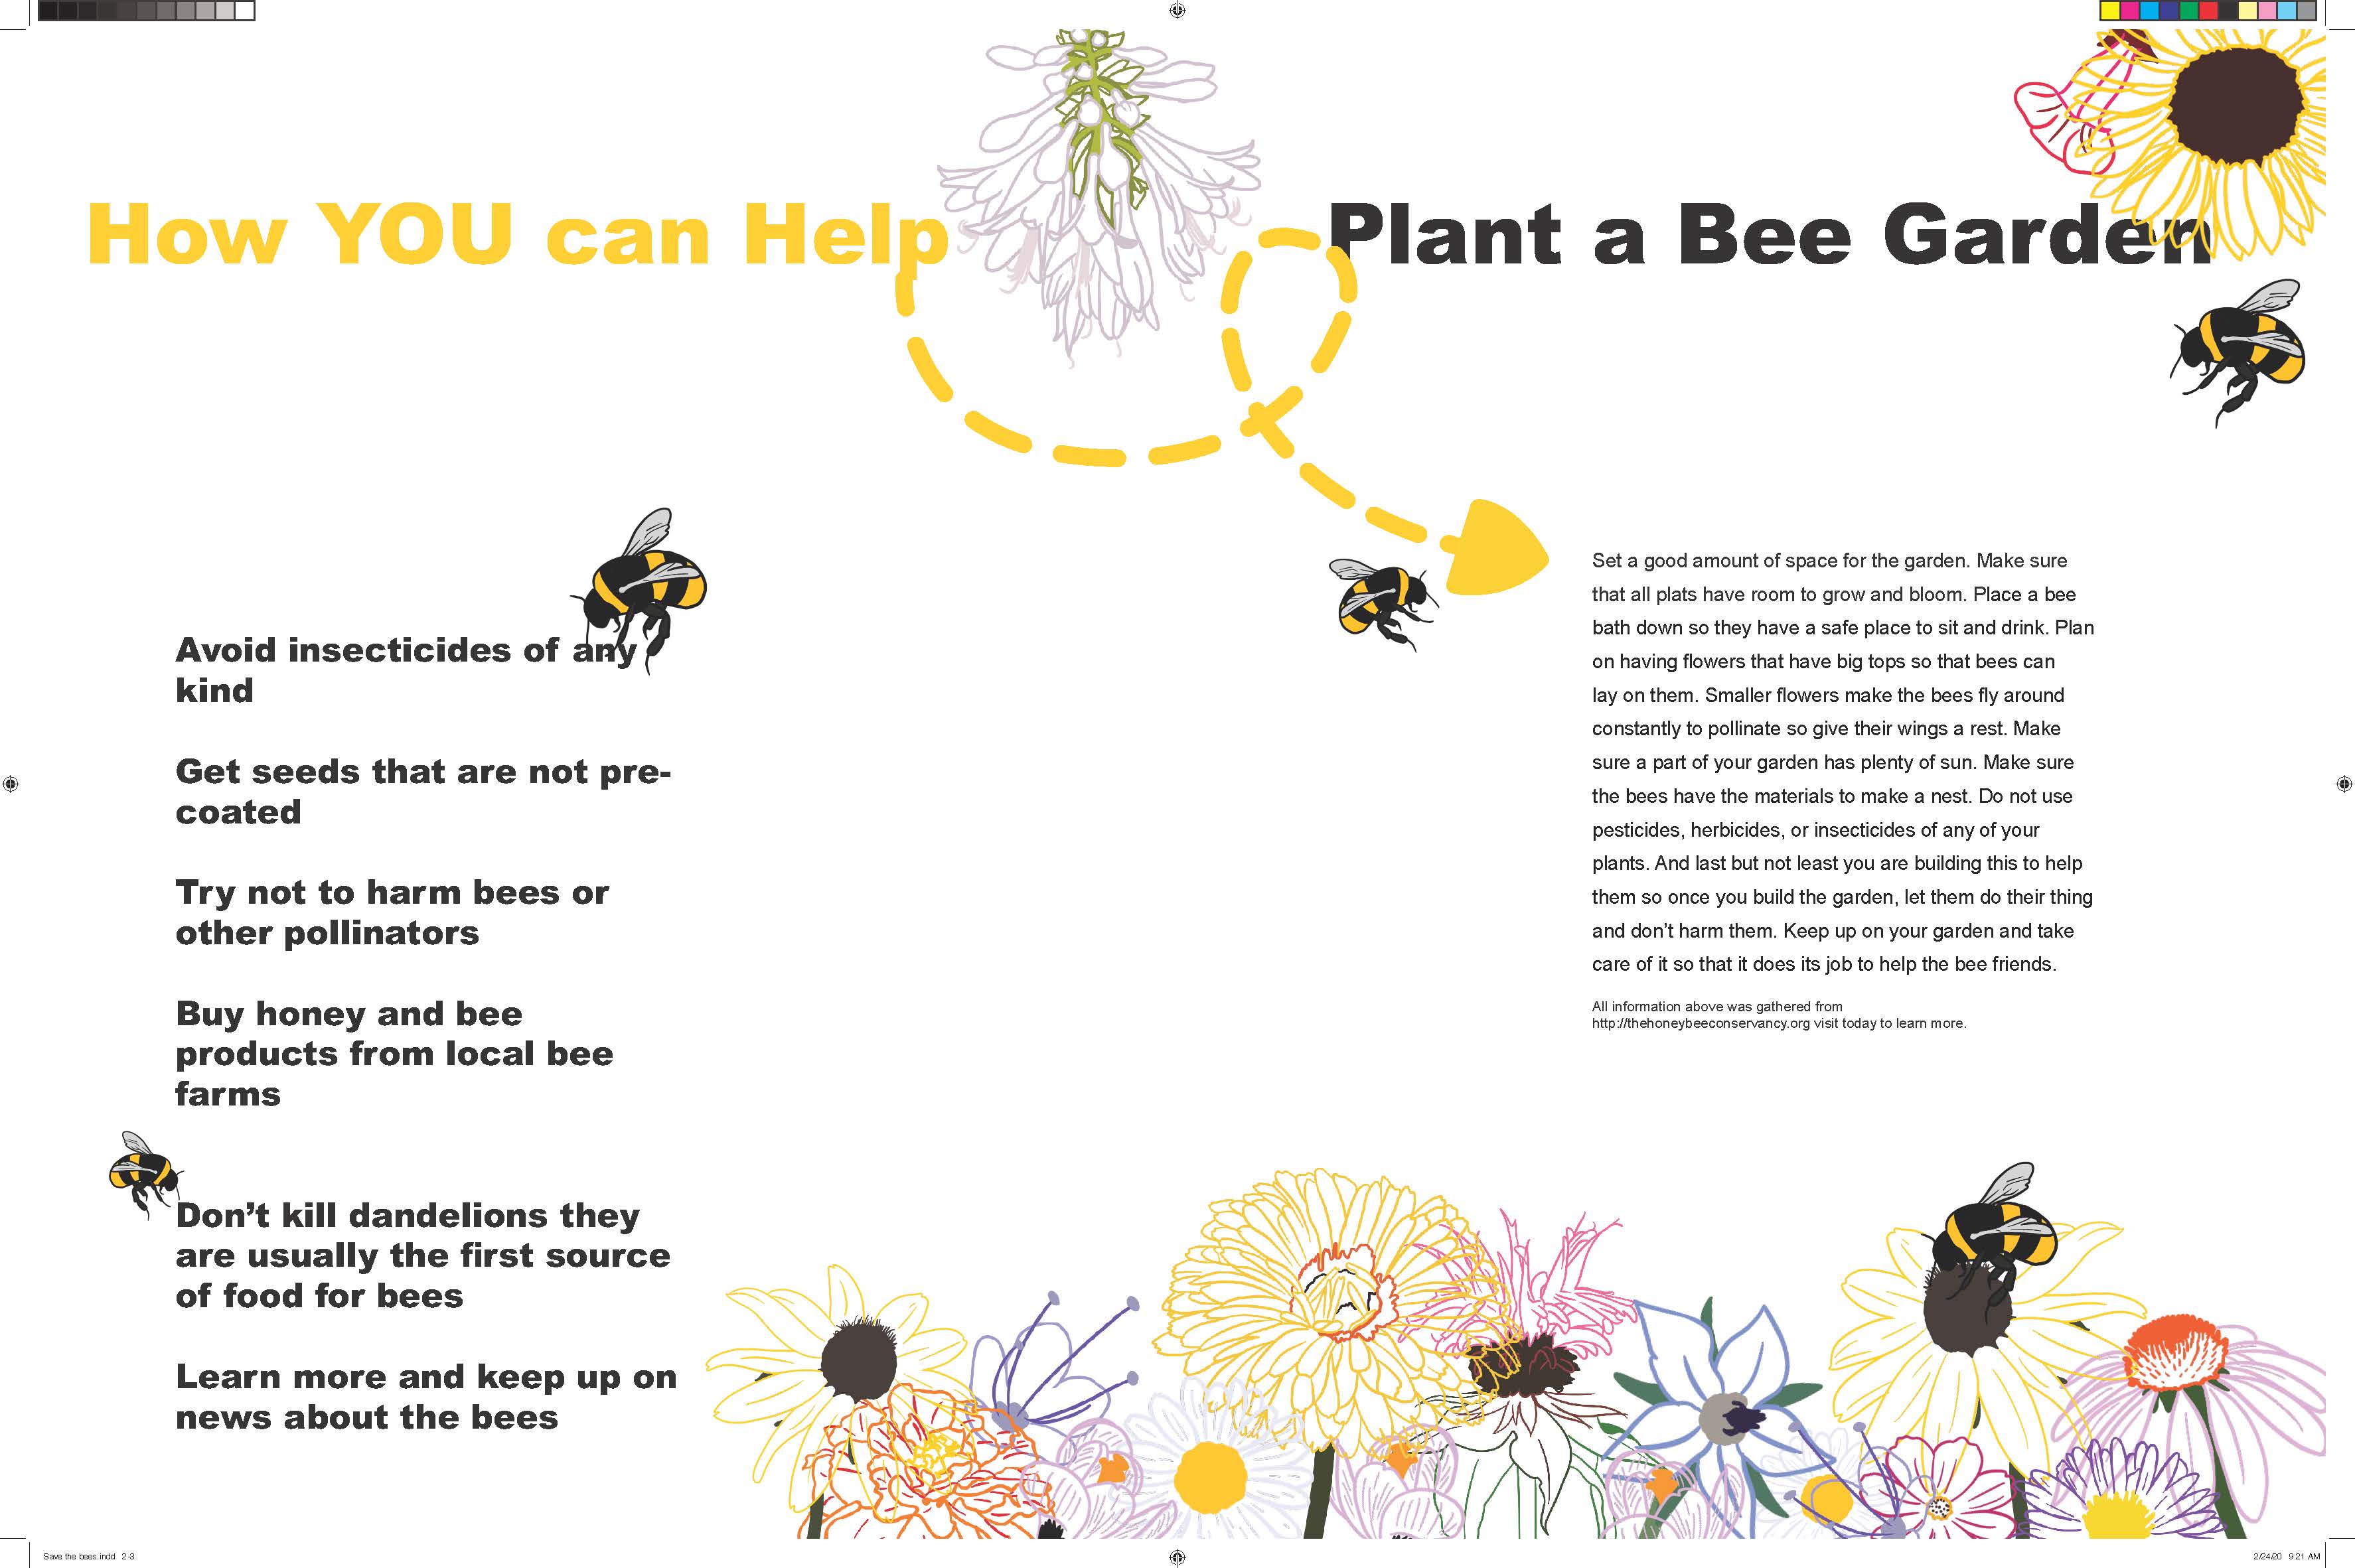 How YOU can Help
Plant a Bee Garden
Avoid insecticides of any
kind
Get seeds that are not pre-
coated
Try not to harm bees or
other pollinators
Buy honey and bee
products from local bee
farms
Don’t kill dandelions they
are usually the first source
of food for bees
Learn more and keep up on
news about the bees
Set a good amount of space for the garden. Make sure
that all plats have room to grow and bloom. Place a bee
bath down so they have a safe place to sit and drink. Plan
on having flowers that have big tops so that bees can
lay on them. Smaller flowers make the bees fly around
constantly to pollinate so give their wings a rest. Make
sure a part of your garden has plenty of sun. Make sure
the bees have the materials to make a nest. Do not use
pesticides, herbicides, or insecticides of any of your
plants. And last but not least you are building this to help
them so once you build the garden, let them do their thing
and don’t harm them. Keep up on your garden and take
care of it so that it does its job to help the bee friends.
All information above was gathered from
http://thehoneybeeconservancy.org visit today to learn more.
Save the bees.indd 2-3
2/24/20 9:21 AM